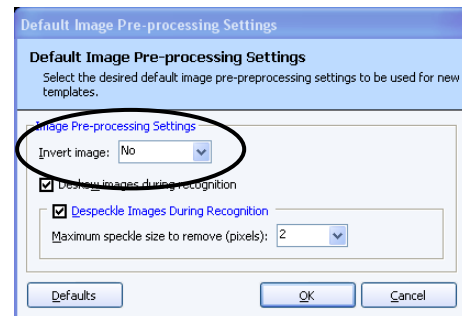 Default Image Pre-processing Settings
Default Image Pre-processing Settings
Select the desired default image pre-preprocessing settings to be used for new
templates.
Image Pre-processing Settings
Invert image: No
Deskew images during recognition
Despeckle Images During Recognition
Maximum speckle size to remove (pixels): 2
Defaults OK Cancel